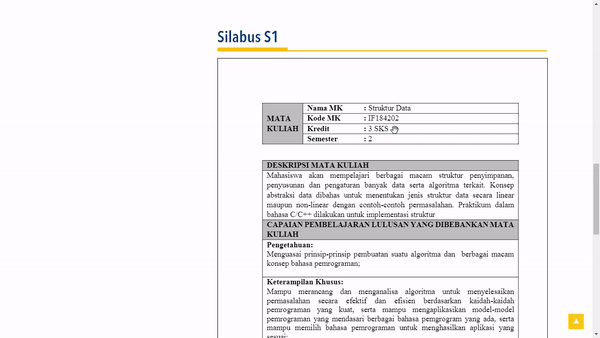 Silabus S1
MATA KULIAH
Nama MK : Struktur Data
Kode MK : IF184202
Kredit : 3 SKS
Semester : 2
DESKRIPSI MATA KULIAH
Mahasiswa akan mempelajari berbagai macam struktur penyimpanan,
penyusunan dan pengaturan banyak data serta algoritma terkait. Konsep
abstraksi data dibahas untuk menentukan jenis struktur data secara linear
maupun non-linear dengan contoh-contoh permasalahan. Praktikum dalam
bahasa C/C++ dilakukan untuk implementasi struktur
CAPAIAN PEMBELAJARAN LULUSAN YANG DIBEBANKAN MATA
KULIAH
Pengetahuan:
Menguasai prinsip-prinsip pembuatan suatu algoritma dan berbagai macam
konsep bahasa pemrograman;
Keterampilan Khusus:
Mampu merancang dan menganalisa algoritma untuk menyelesaikan
permasalahan secara efektif dan efisien berdasarkan kaidah-kaidah
pemrograman yang kuat, serta mampu mengaplikasikan model-model
pemrograman yang mendasari berbagai bahasa pemgrogram yang ada, serta
mampu memilih bahasa pemrograman untuk menghasilkan aplikasi yang
sesuai;